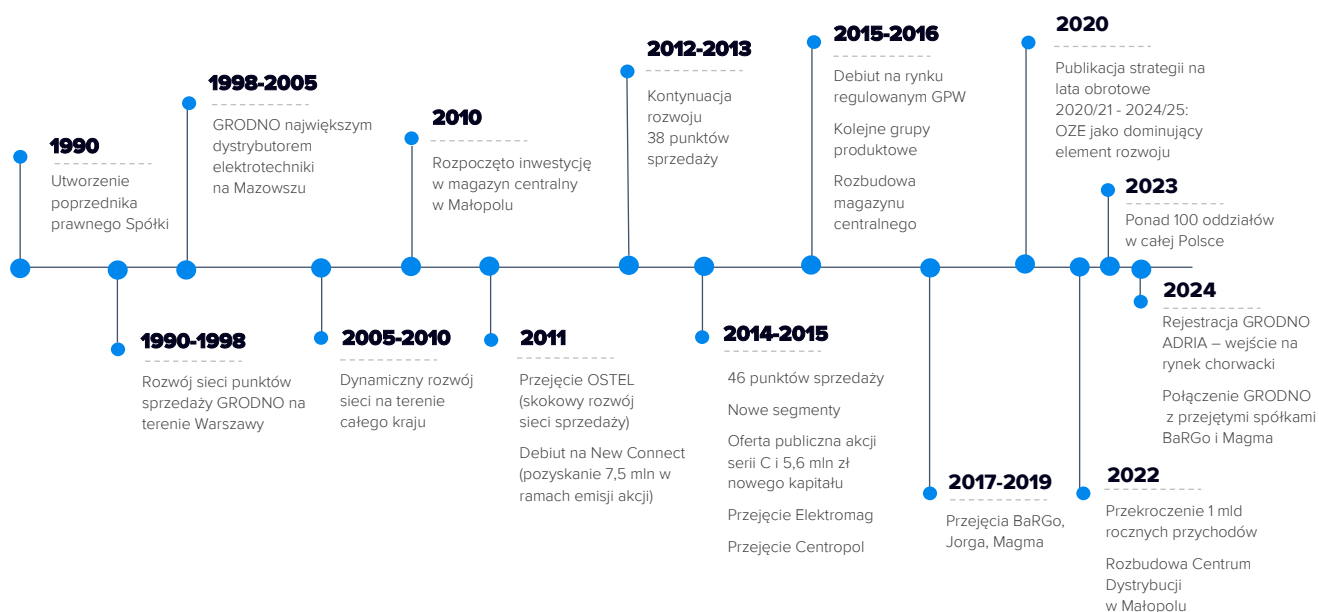 1990
Utworzenie
poprzednika
prawnego Spółki
1990-1998
Rozwój sieci punktów
sprzedaży GRODNO na
terenie Warszawy
1998-2005
GRODNO największym
dystrybutorem
elektrotechniki
na Mazowszu
2005-2010
Dynamiczny rozwój
sieci na terenie
całego kraju
2010
Rozpoczęto inwestycję
w magazyn centralny
w Małopolu
2011
Przejęcie OSTEL
(skokowy rozwój
sieci sprzedaży)
Debiut na New Connect
(pozyskanie 7,5 mln w
ramach emisji akcji)
2012-2013
Kontynuacja
rozwoju
38 punktów
sprzedaży
2014-2015
46 punktów sprzedaży
Nowe segmenty
Oferta publiczna akcji
serii C i 5,6 mln zł
nowego kapitału
Przejęcie Elektromag
Przejęcie Centropol
2015-2016
Debiut na rynku
regulowanym GPW
Kolejne grupy
produktowe
Rozbudowa
magazynu
centralnego
2017-2019
Przejęcia BaRGo,
Jorga, Magma
2020
Publikacja strategii na
lata obrotowe
2020/21 - 2024/25:
OZE jako dominujący
element rozwoju
2022
Przekroczenie 1 mld
rocznych przychodów
Rozbudowa Centrum
Dystrybucji
w Małopolu
2023
Ponad 100 oddziałów
w całej Polsce
2024
Rejestracja GRODNO
ADRIA – wejście na
rynek chorwacki
Połączenie GRODNO
z przejętymi spółkami
BaRGo i Magma